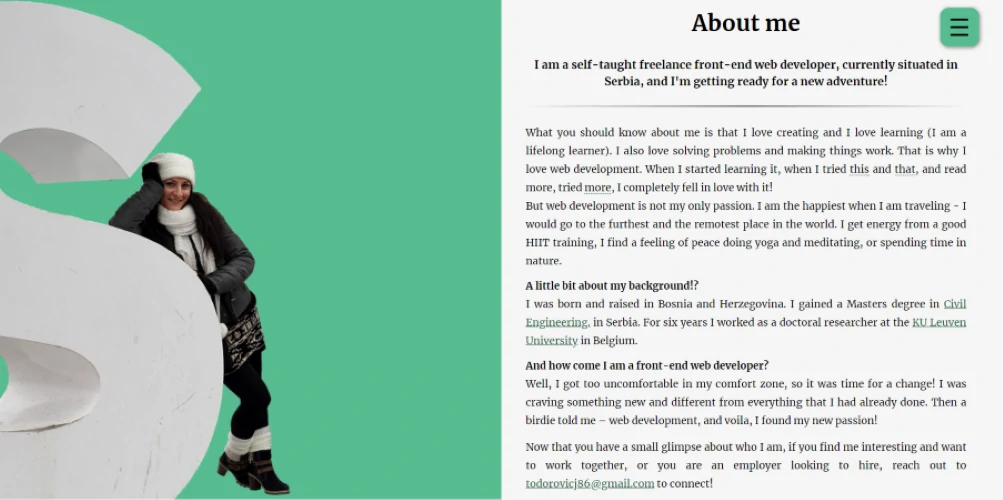 About me
I am a self-taught freelance front-end web developer, currently situated in
Serbia, and I'm getting ready for a new adventure!
What you should know about me is that I love creating and I love learning (I am a
lifelong learner). I also love solving problems and making things work. That is why I
love web development. When I started learning it, when I tried this and that, and read
more, tried more, I completely fell in love with it!
But web development is not my only passion. I am the happiest when I am traveling - I
would go to the furthest and the remotest place in the world. I get energy from a good
HIIT training, I find a feeling of peace doing yoga and meditating, or spending time in
nature.
A little bit about my background!?
I was born and raised in Bosnia and Herzegovina. I gained a Masters degree in Civil
Engineering, in Serbia. For six years I worked as a doctoral researcher at the KU Leuven
University in Belgium.
And how come I am a front-end web developer?
Well, I got too uncomfortable in my comfort zone, so it was time for a change! I was
craving something new and different from everything that I had already done. Then a
birdie told me – web development, and voila, I found my new passion!
Now that you have a small glimpse about who I am, if you find me interesting and want
to work together, or you are an employer looking to hire, reach out to
todorovicj86@gmail.com to connect!